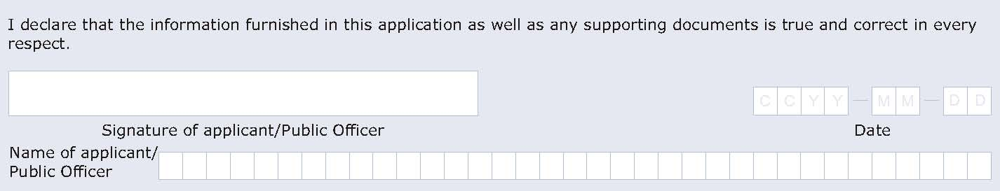 I declare that the information furnished in this application as well as any supporting documents is true and correct in every
respect.
C C Y Y — M M — D D
Signature of applicant/Public Officer
Date
Name of applicant/
Public Officer